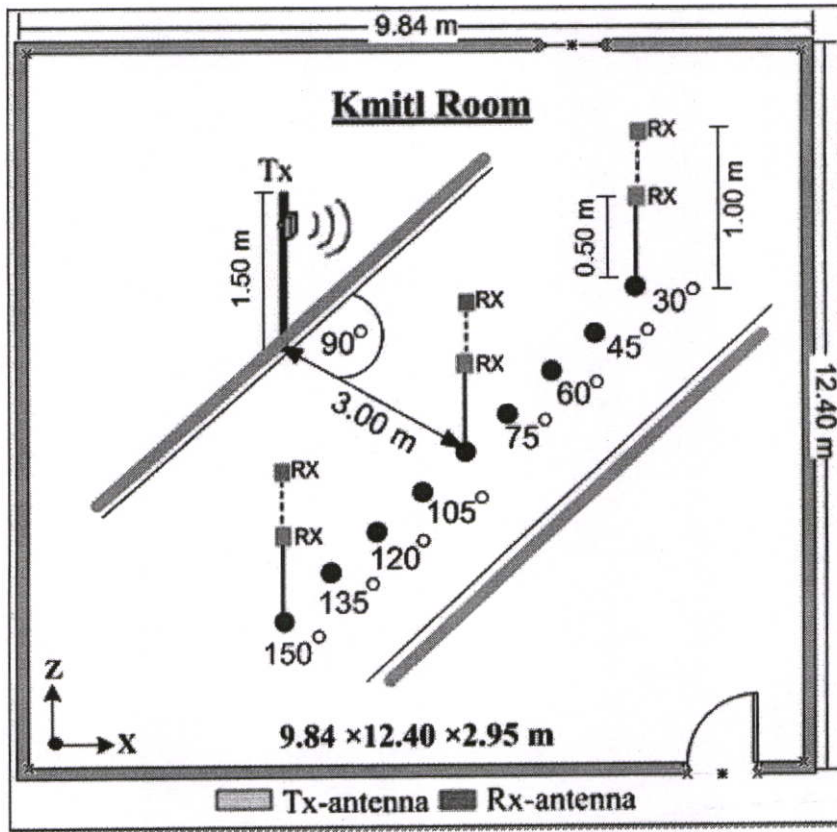 9.84 m
Kmitl Room
Tx
RX
RX
1.50 m
0.50 m
1.00 m
30°
RX
RX
90°
45°
60°
12.40 m
3.00 m
75°
RX
RX
105°
120°
135°
150°
Z
X
9.84 ×12.40 ×2.95 m
Tx-antenna Rx-antenna